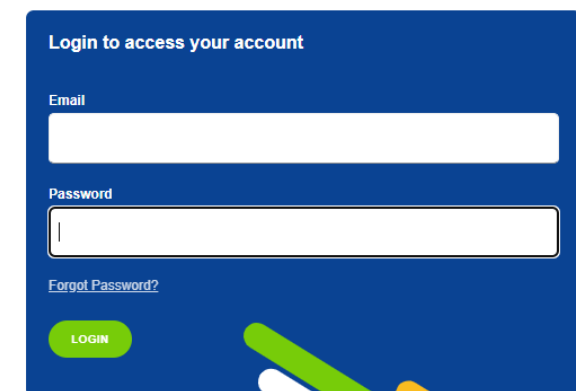 Login to access your account
Email
Password
Forgot Password?
LOGIN